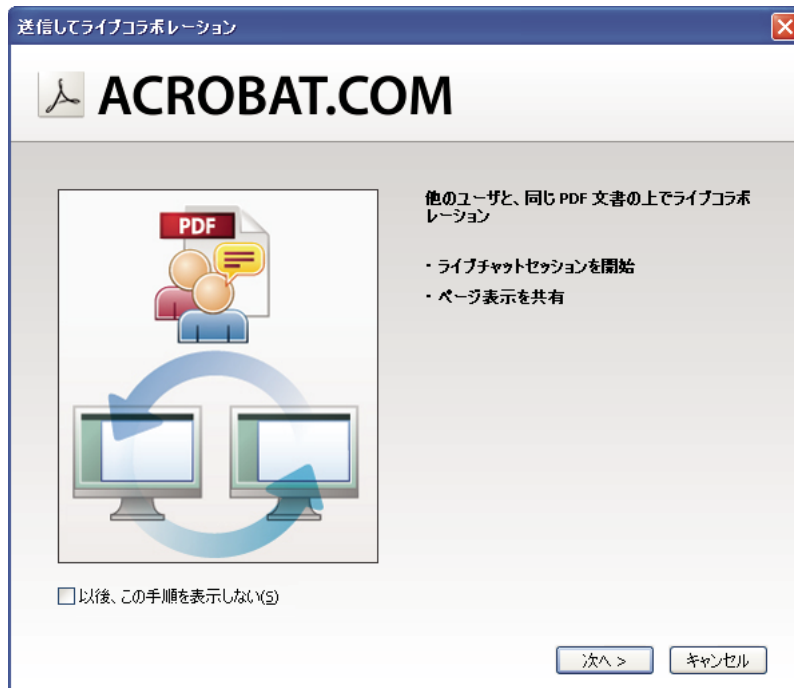 送信してライブコラボレーション
ACROBAT.COM
PDF
他のユーザと、同じ PDF 文書の上でライブコラボ
レーション
・ライブチャットセッションを開始
・ページ表示を共有
以後、この手順を表示しない(S)
次へ >
キャンセル